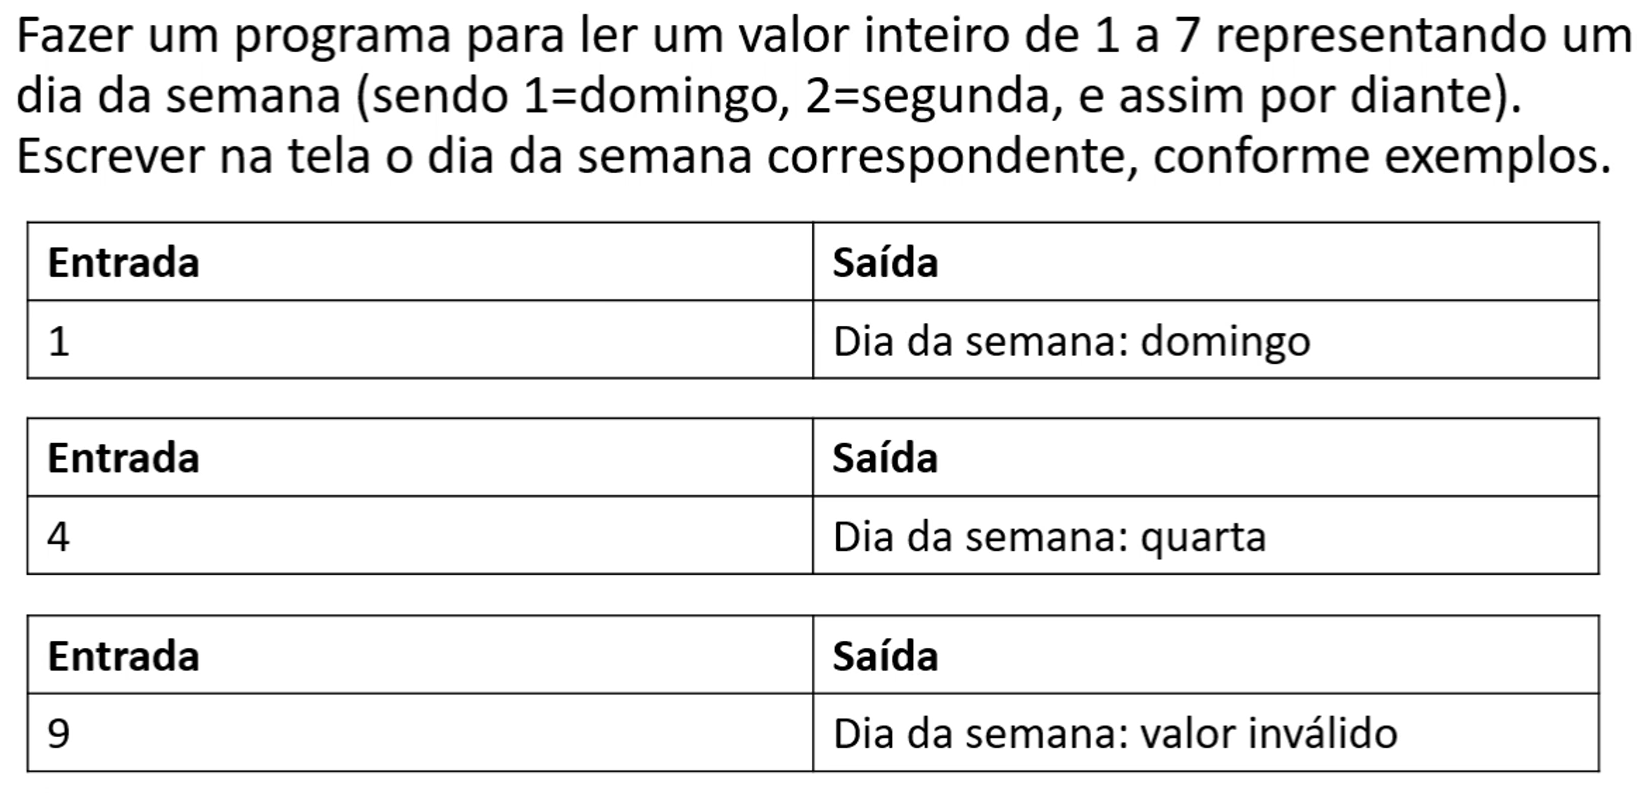 Fazer um programa para ler um valor inteiro de 1 a 7 representando um
dia da semana (sendo 1=domingo, 2=segunda, e assim por diante).
Escrever na tela o dia da semana correspondente, conforme exemplos.
Entrada Saída
1 Dia da semana: domingo
Entrada Saída
4 Dia da semana: quarta
Entrada Saída
9 Dia da semana: valor inválido